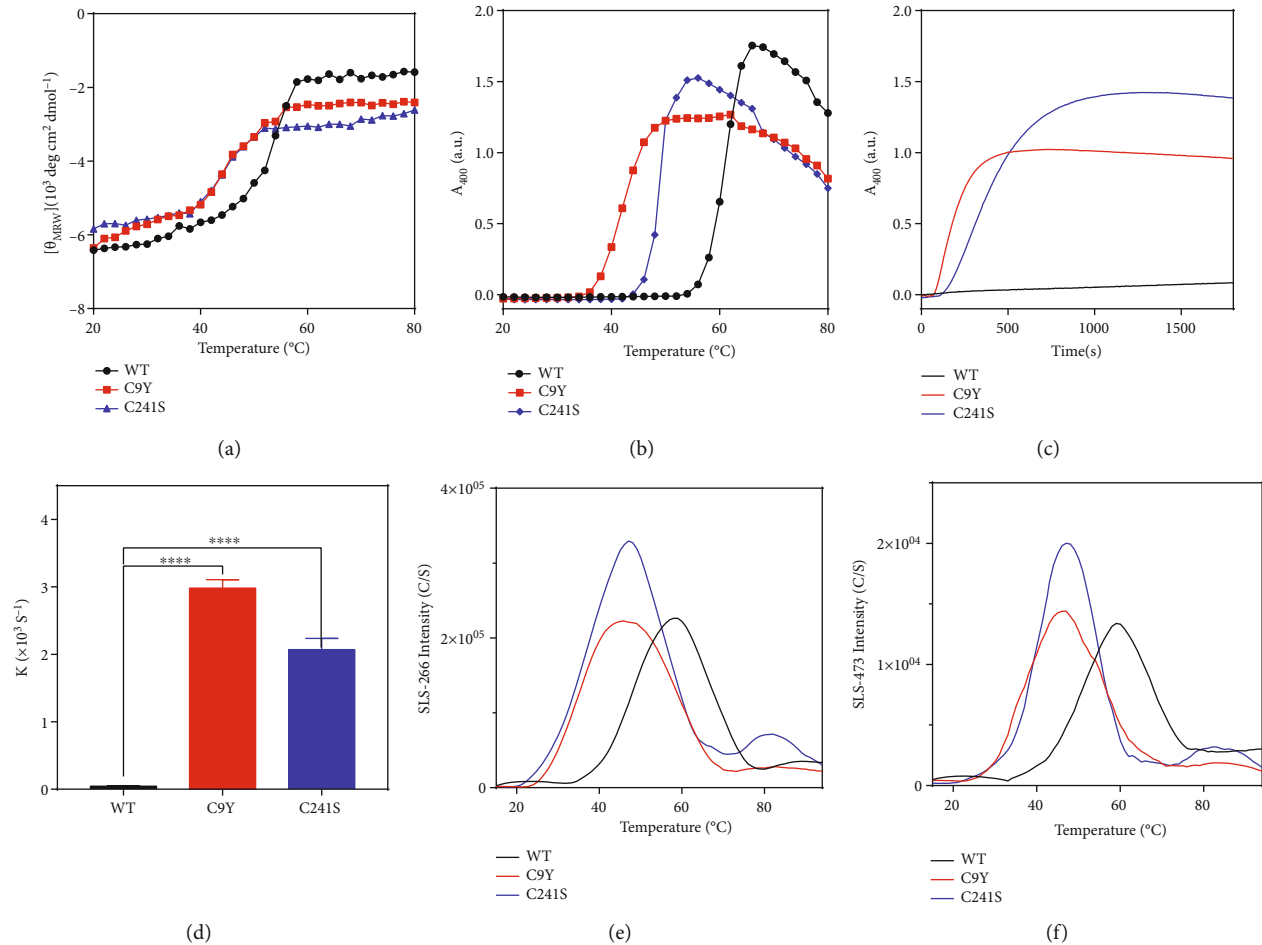 0
−2
−4
−6
−8
[θMRW](10³ deg cm² dmol⁻¹)
20 40 60 80
Temperature (°C)
WT
C9Y
C241S
(a)
2.0
1.5
1.0
0.5
0.0
A₄₀₀ (a.u.)
20 40 60 80
Temperature (°C)
WT
C9Y
C241S
(b)
2.0
1.5
1.0
0.5
0.0
A₄₀₀ (a.u.)
0 500 1000 1500
Time(s)
WT
C9Y
C241S
(c)
4
3
2
1
0
K (×10³ S⁻¹)
****
****
WT C9Y C241S
(d)
4×10⁰⁵
2×10⁰⁵
0
SLS-266 Intensity (C/S)
20 40 60 80
Temperature (°C)
WT
C9Y
C241S
(e)
2×10⁰⁴
1×10⁰⁴
0
SLS-473 Intensity (C/S)
20 40 60 80
Temperature (°C)
WT
C9Y
C241S
(f)